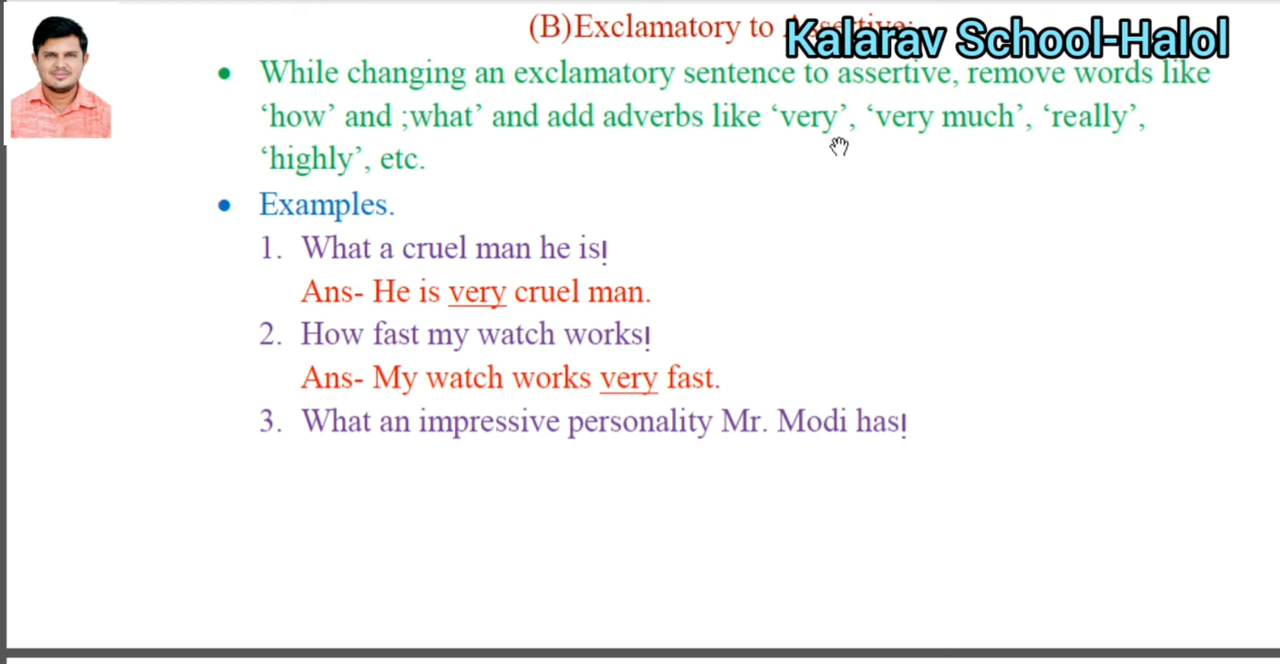 (B)Exclamatory to Assertive:
Kalarav School-Halol
While changing an exclamatory sentence to assertive, remove words like
‘how’ and ;what’ and add adverbs like ‘very’, ‘very much’, ‘really’,
‘highly’, etc.
Examples.
1. What a cruel man he is!
Ans- He is very cruel man.
2. How fast my watch works!
Ans- My watch works very fast.
3. What an impressive personality Mr. Modi has!